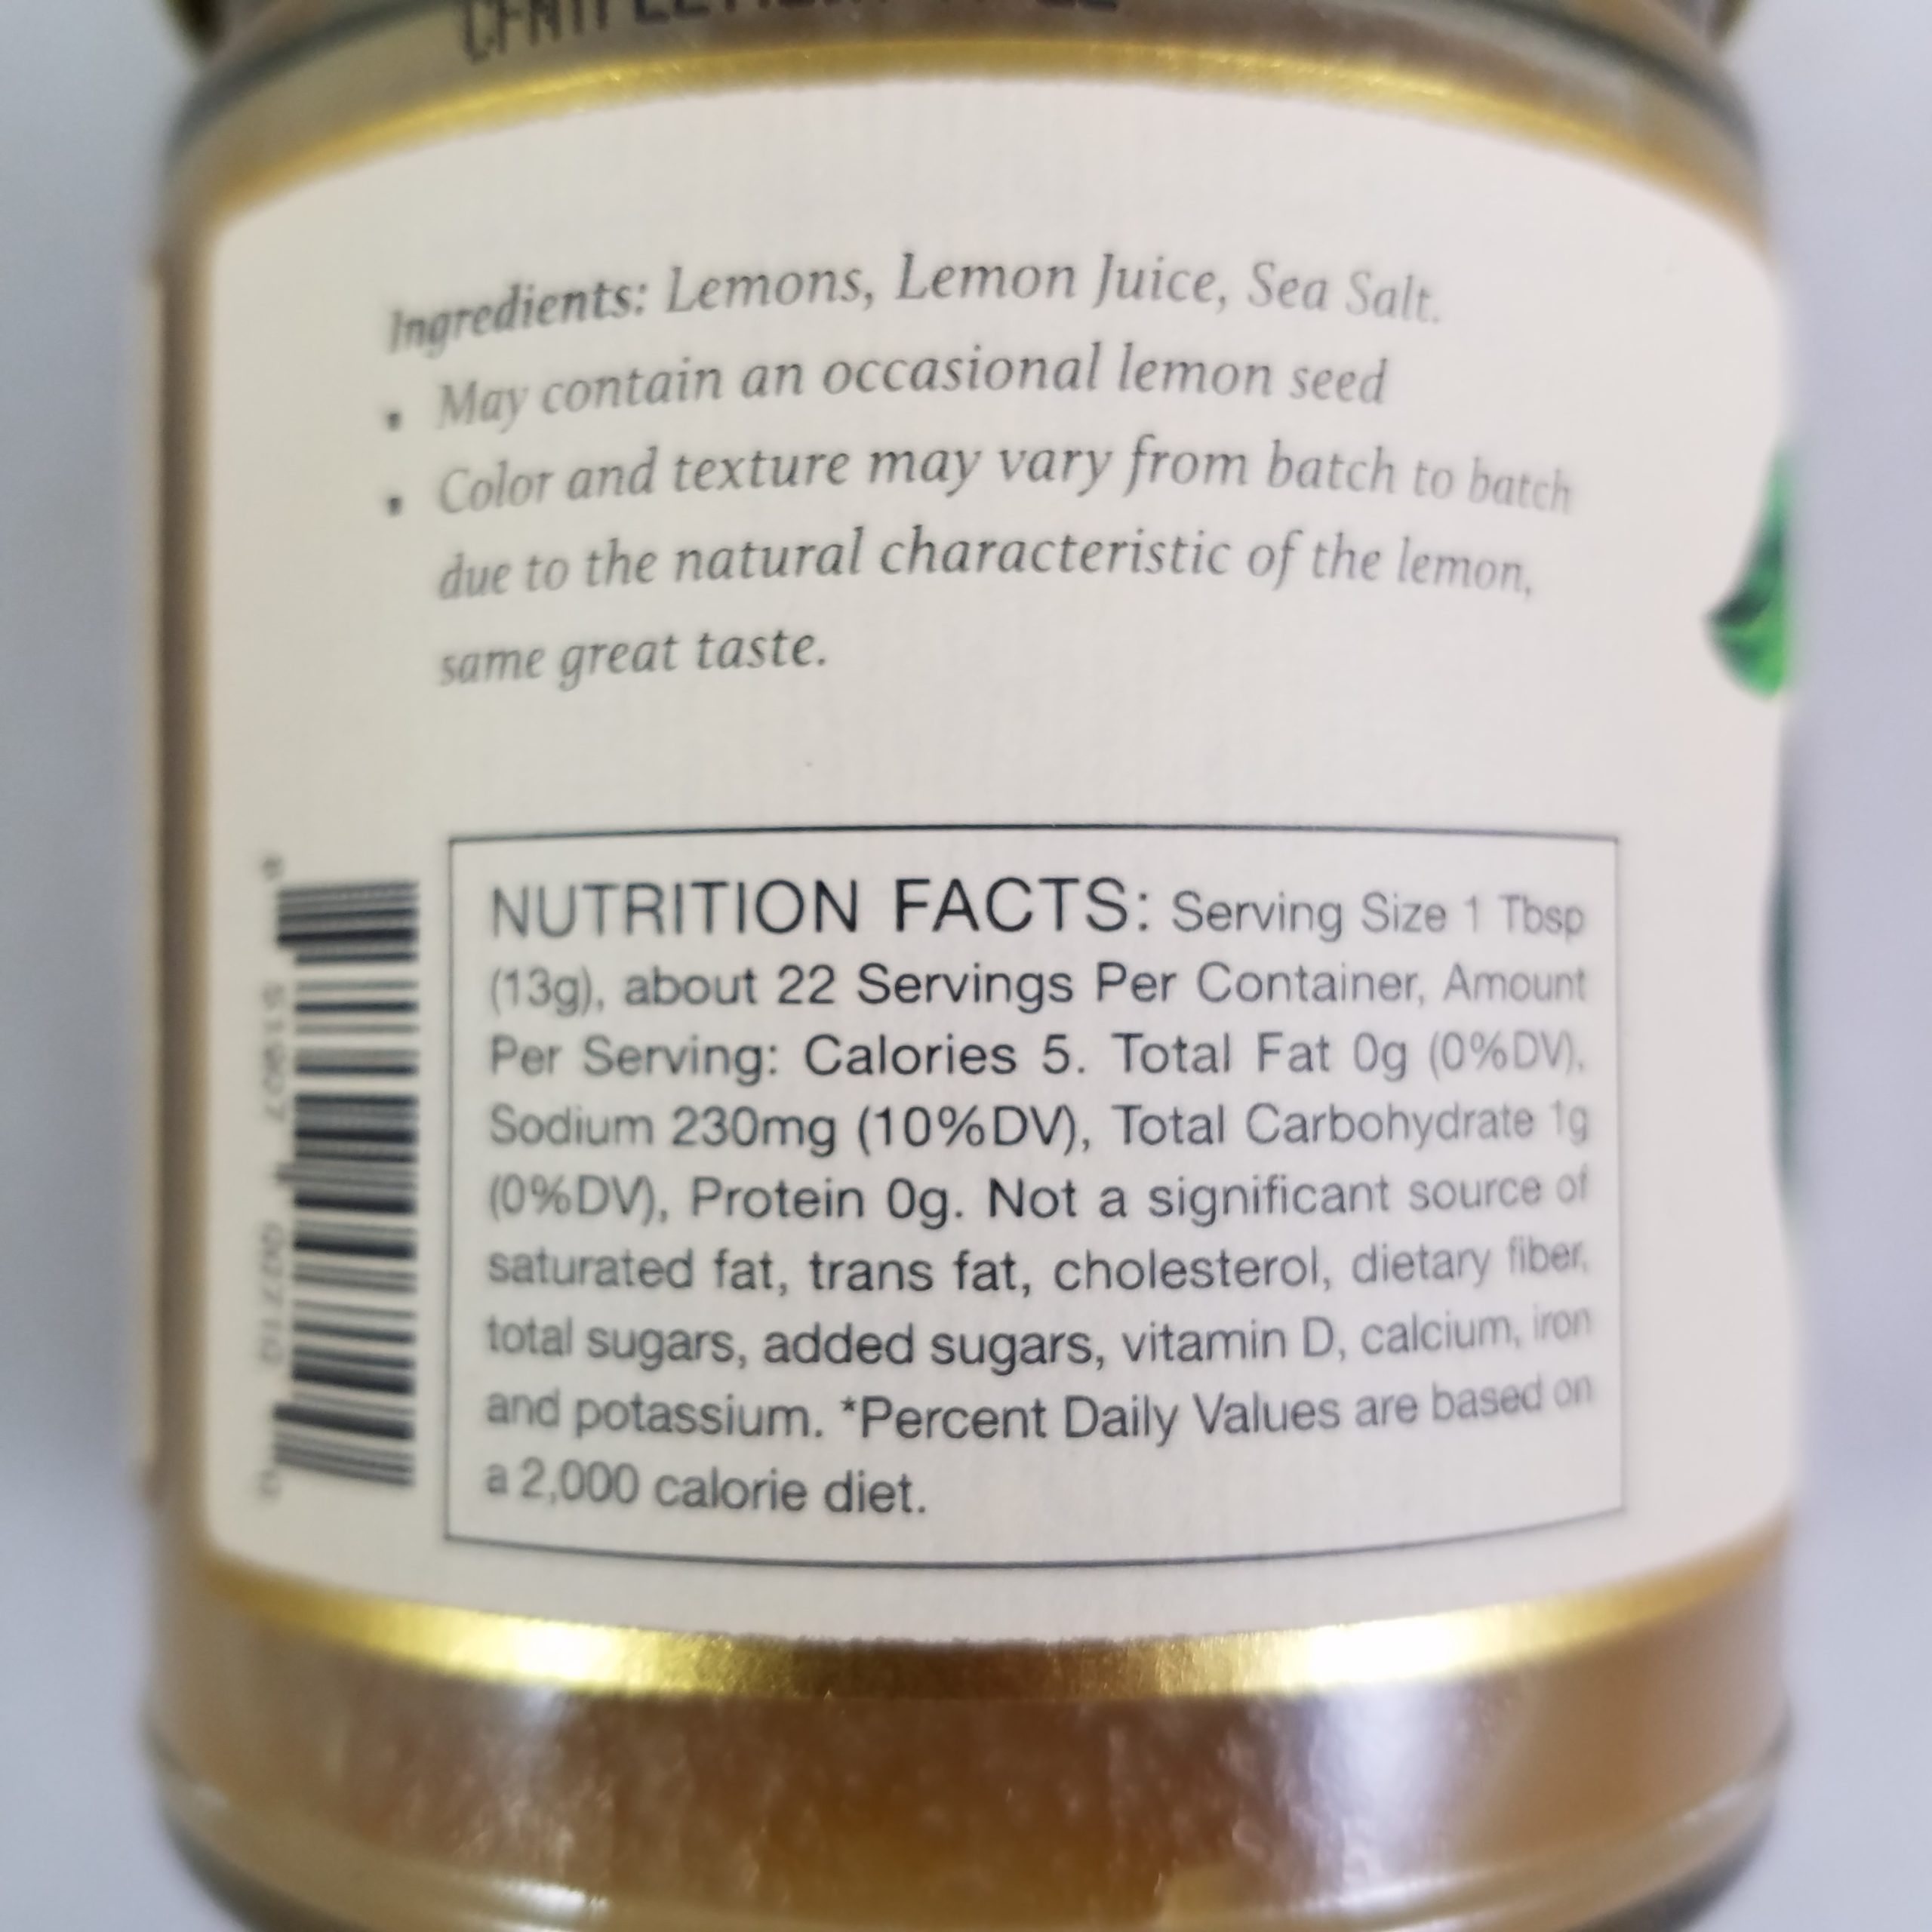 Ingredients: Lemons, Lemon Juice, Sea Salt.
• May contain an occasional lemon seed
• Color and texture may vary from batch to batch
due to the natural characteristic of the lemon,
same great taste.
NUTRITION FACTS: Serving Size 1 Tbsp
(13g), about 22 Servings Per Container, Amount
Per Serving: Calories 5. Total Fat 0g (0%DV),
Sodium 230mg (10%DV), Total Carbohydrate 1g
(0%DV), Protein 0g. Not a significant source of
saturated fat, trans fat, cholesterol, dietary fiber,
total sugars, added sugars, vitamin D, calcium, iron
and potassium. *Percent Daily Values are based on
a 2,000 calorie diet.